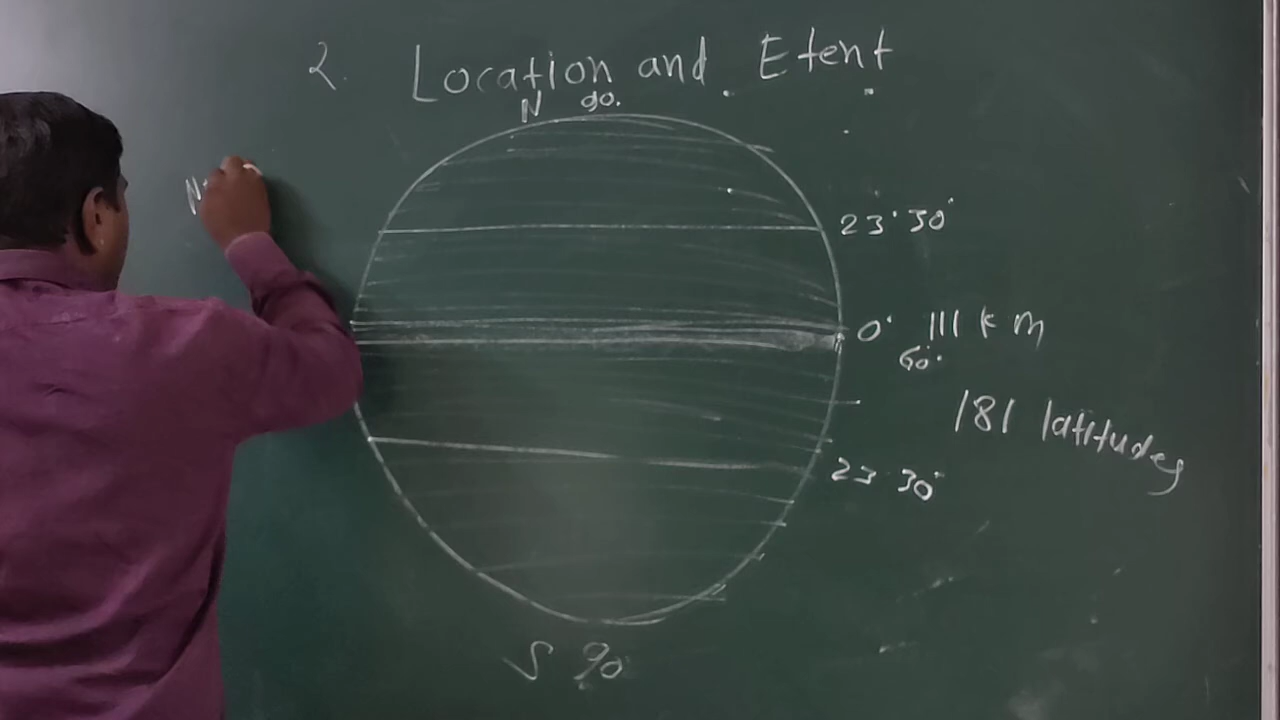 2. Location and Etent
N 90.
N
23° 30°
0° 111 km
60°
181 latitudes
23 30°
S 90